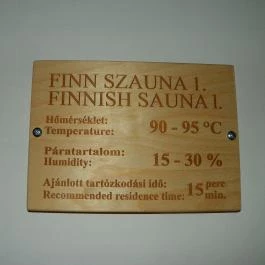 FINN SZAUNA 1.
FINNISH SAUNA 1.
Hőmérséklet:
Temperature: 90 - 95 °C
Páratartalom:
Humidity: 15 - 30 %
Ajánlott tartózkodási idő: 15 perc
Recommended residence time: min.